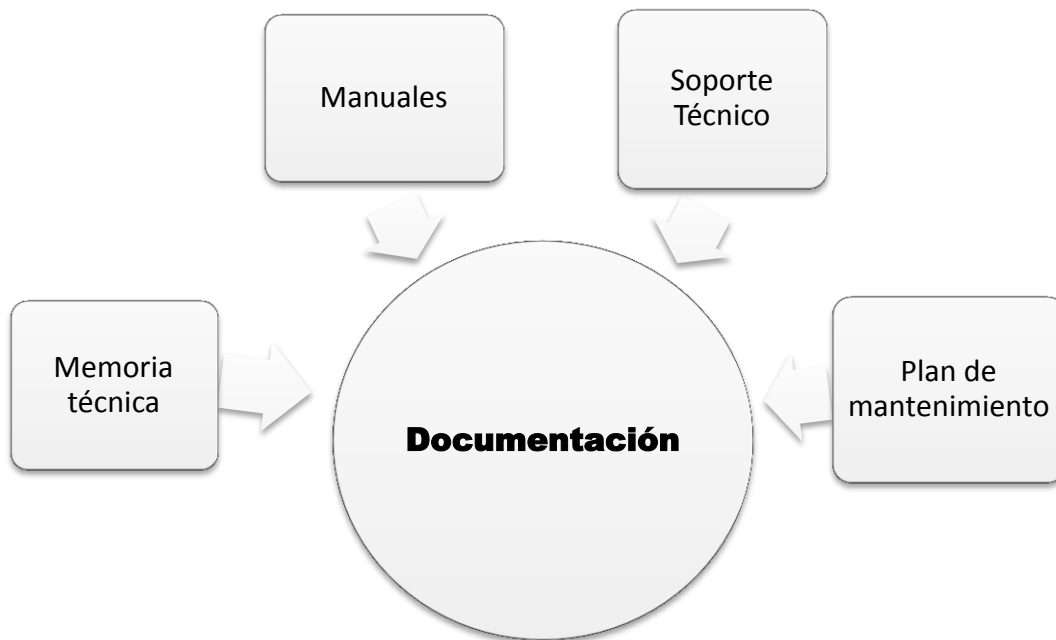 Manuales
Soporte
Técnico
Memoria
técnica
Plan de
mantenimiento
Documentación